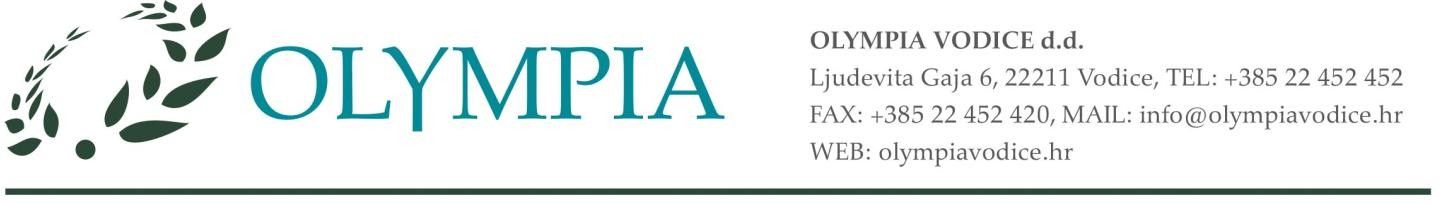 OLYMPIA
OLYMPIA VODICE d.d.
Ljudevita Gaja 6, 22211 Vodice, TEL: +385 22 452 452
FAX: +385 22 452 420, MAIL: info@olympiavodice.hr
WEB: olympiavodice.hr